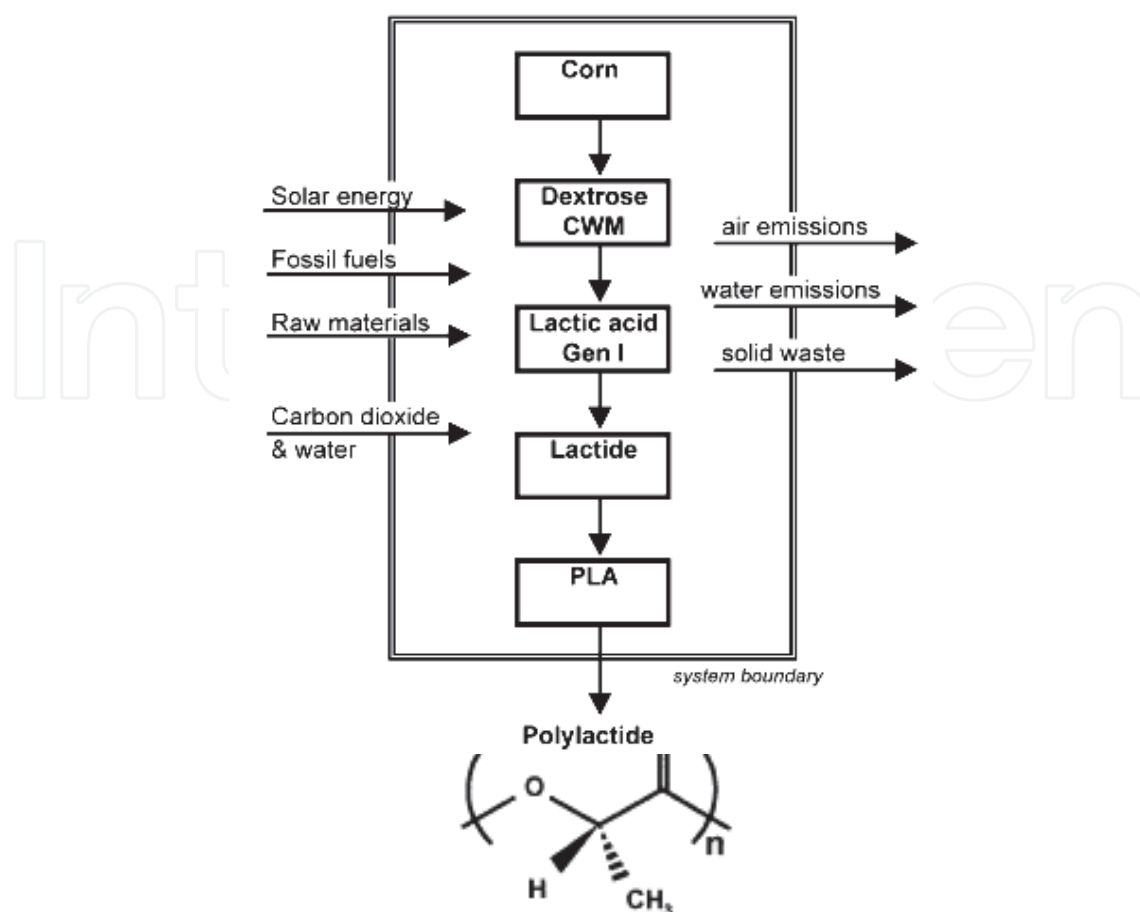 Corn
Dextrose
CWM
Lactic acid
Gen I
Lactide
PLA
Solar energy
Fossil fuels
Raw materials
Carbon dioxide
& water
air emissions
water emissions
solid waste
system boundary
Polylactide
O
n
H
CH₃